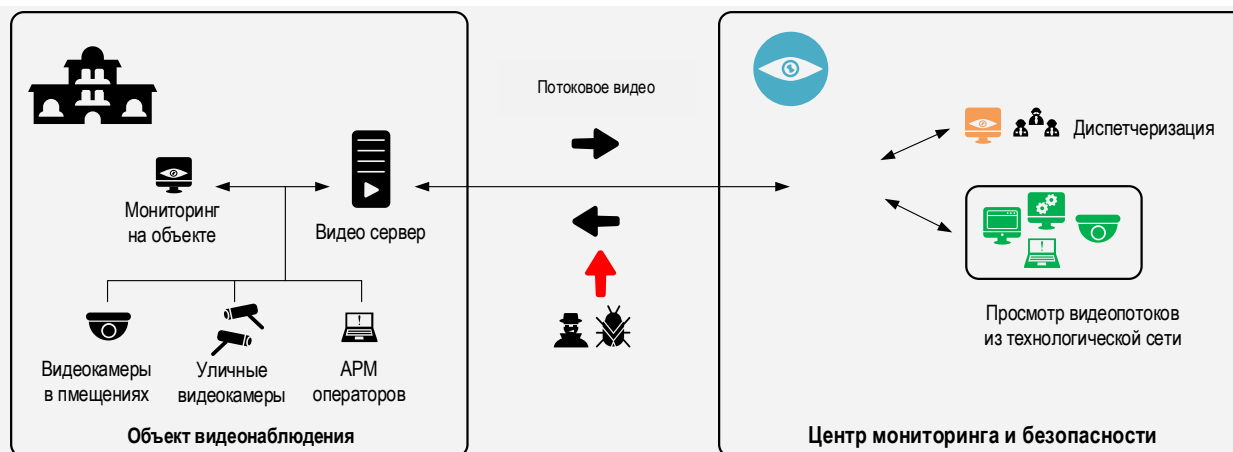 Потоковое видео
Диспетчеризация
Мониторинг
на объекте
Видео сервер
Просмотр видеопотоков
из технологической сети
Видеокамеры
в пмещениях
Уличные
видеокамеры
АРМ
операторов
Объект видеонаблюдения
Центр мониторинга и безопасности